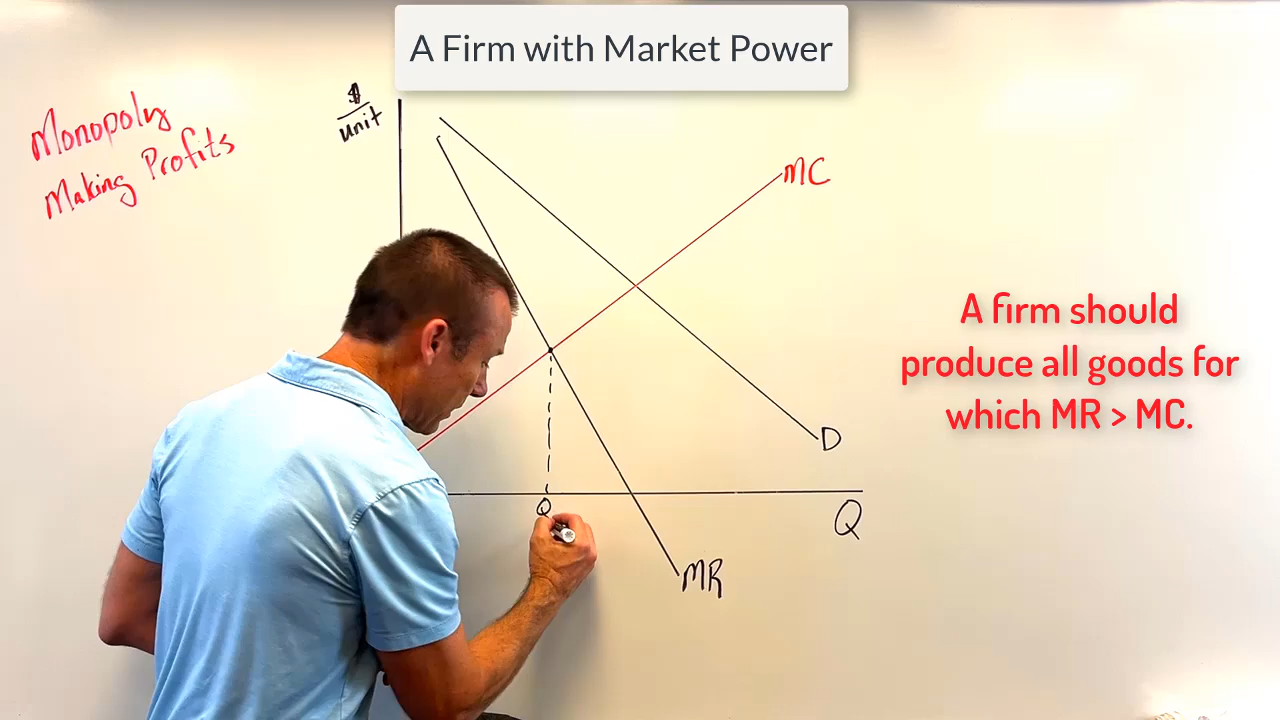 A Firm with Market Power
Monopoly
Making Profits
$
unit
MC
A firm should
produce all goods for
which MR > MC.
D
Q
Q
MR